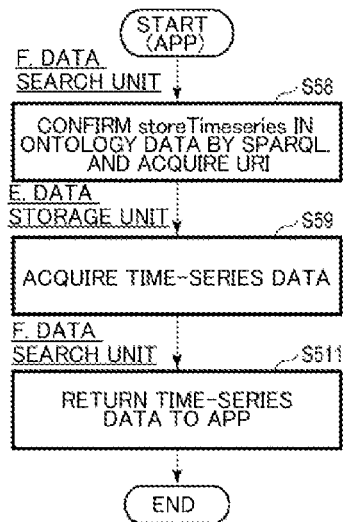 START
(APP)
F. DATA
SEARCH UNIT
S58
CONFIRM storeTimeseries IN
ONTOLOGY DATA BY SPARQL.
AND ACQUIRE URI
E. DATA
STORAGE UNIT
S59
ACQUIRE TIME-SERIES DATA
F. DATA
SEARCH UNIT
S511
RETURN TIME-SERIES
DATA TO APP
END